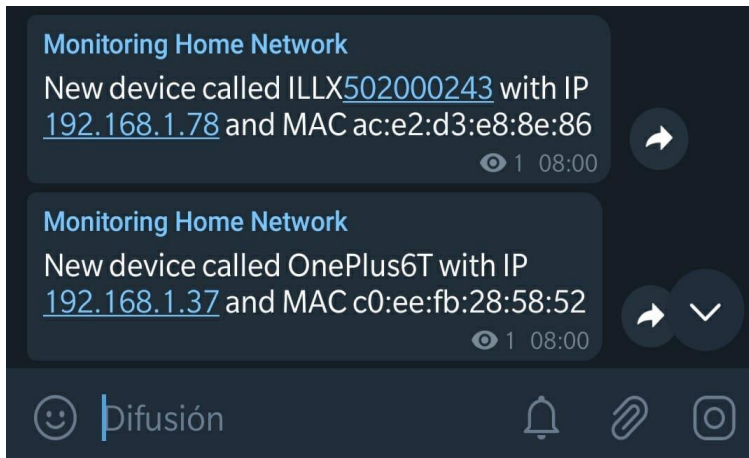 Monitoring Home Network
New device called ILLX502000243 with IP
192.168.1.78 and MAC ac:e2:d3:e8:8e:86
1 08:00
Monitoring Home Network
New device called OnePlus6T with IP
192.168.1.37 and MAC c0:ee:fb:28:58:52
1 08:00
Difusión